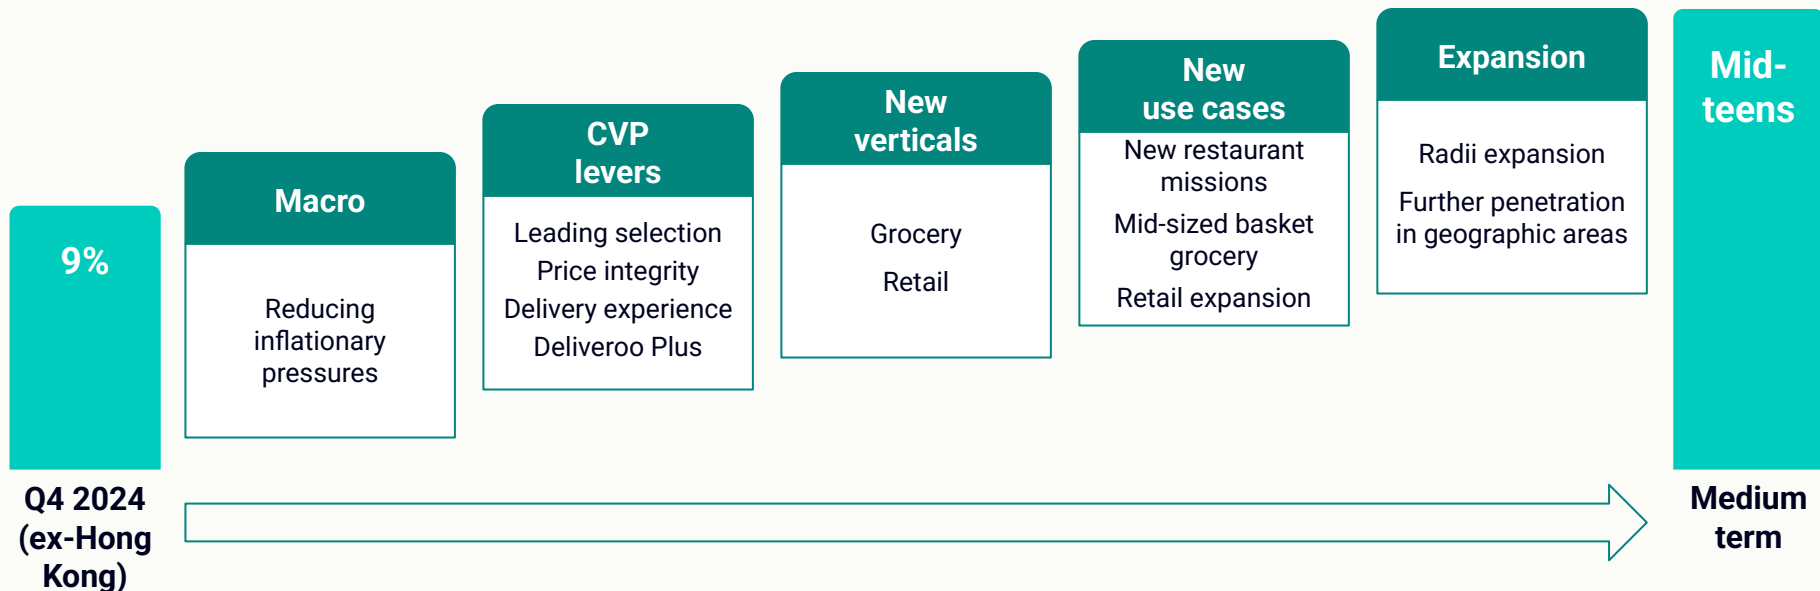 9%
Q4 2024
(ex-Hong
Kong)
Macro
Reducing
inflationary
pressures
CVP
levers
Leading selection
Price integrity
Delivery experience
Deliveroo Plus
New
verticals
Grocery
Retail
New
use cases
New restaurant
missions
Mid-sized basket
grocery
Retail expansion
Expansion
Radii expansion
Further penetration
in geographic areas
Mid-
teens
Medium
term